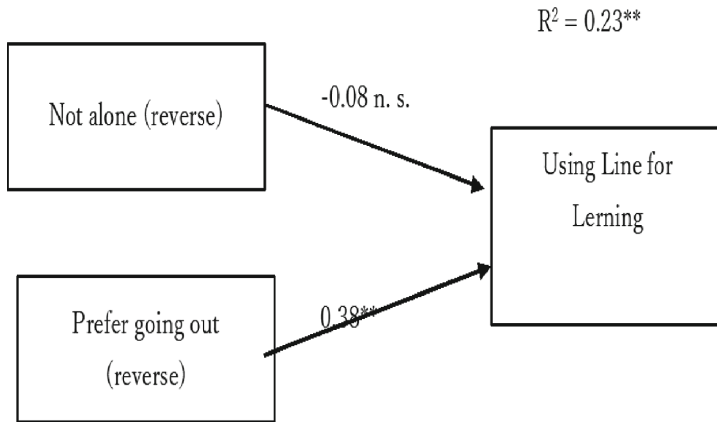 R² = 0.23**
Not alone (reverse)
-0.08 n. s.
Using Line for
Lerning
Prefer going out
(reverse)
0.38**